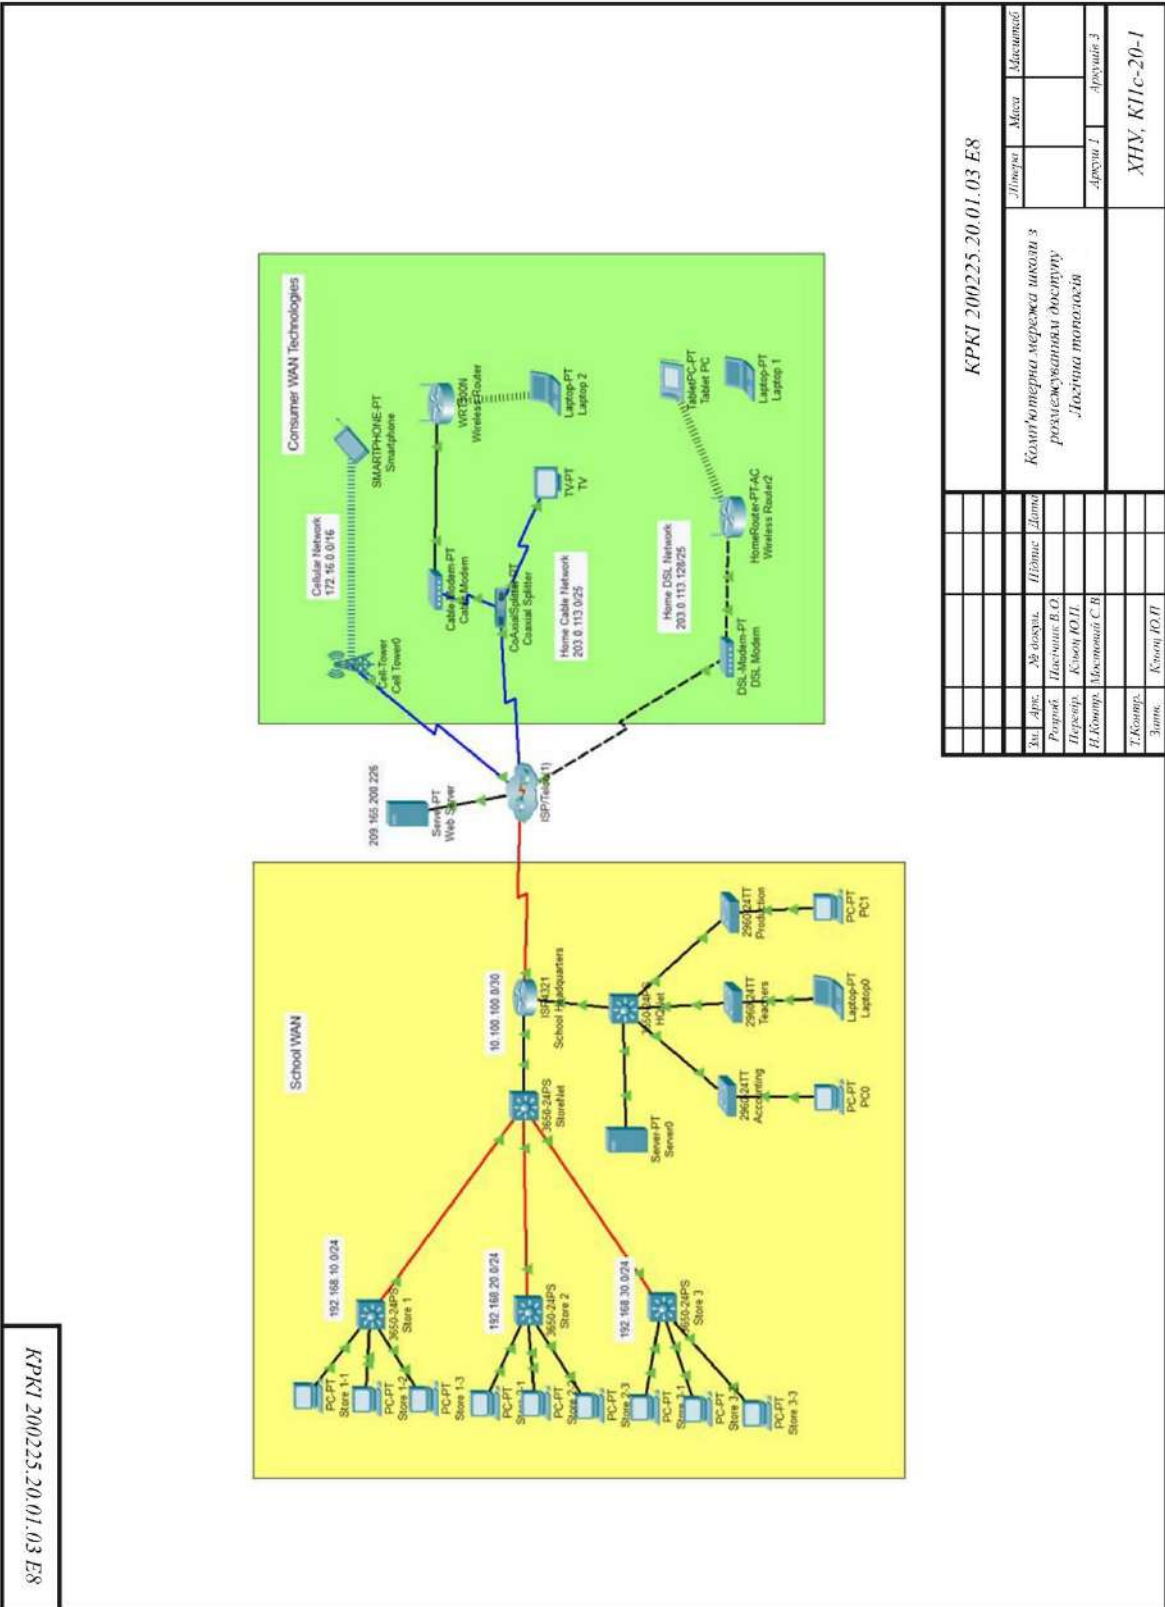 КРКІ 200225.20.01.03 Е8
School WAN
192.168.10.0/24
PC-PT
Store 1-1
PC-PT
Store 1-2
PC-PT
Store 1-3
3650-24PS
Store 1
192.168.20.0/24
PC-PT
PC-PT
PC-PT
Store 2-3
3650-24PS
Store 2
192.168.30.0/24
PC-PT
Store 3-1
PC-PT
PC-PT
Store 3-3
3650-24PS
Store 3
3650-24PS
StoreNet
10.100.100.0/30
ISR4321
School Headquarters
Server-PT
Server0
2960-24TT
Accounting
2960-24TT
Teachers
2960-24TT
Production
PC-PT
PC0
Laptop-PT
Laptop0
PC-PT
PC1
209.165.200.226
Server-PT
Web Server
Consumer WAN Technologies
Cellular Network
172.16.0.0/16
Cell-Tower
Cell Tower0
SMARTPHONE-PT
Smartphone
Cable-Modem-PT
Cable Modem
WRT300N
Wireless Router
Laptop-PT
Laptop 2
CoAxialSplitter-PT
Coaxial Splitter
TV-PT
TV
Home Cable Network
203.0.113.0/25
Home DSL Network
203.0.113.128/25
DSL-Modem-PT
DSL Modem
HomeRouter-PT-AC
Wireless Router2
TabletPC-PT
Tablet PC
Laptop-PT
Laptop 1
КРКІ 200225.20.01.03 Е8
Зм. Арк. № докум. Підпис Дата
Розроб. Пасічник В.О.
Перевір. Кльоц Ю.П.
Н.Контр. Мостовий С.В
Т.Контр.
Затв. Кльоц Ю.П
Комп'ютерна мережа школи з
розмежуванням доступу
Логічна топологія
Літера Маса Масштаб
Аркуш 1 Аркушів 3
ХНУ, КІ1с-20-1